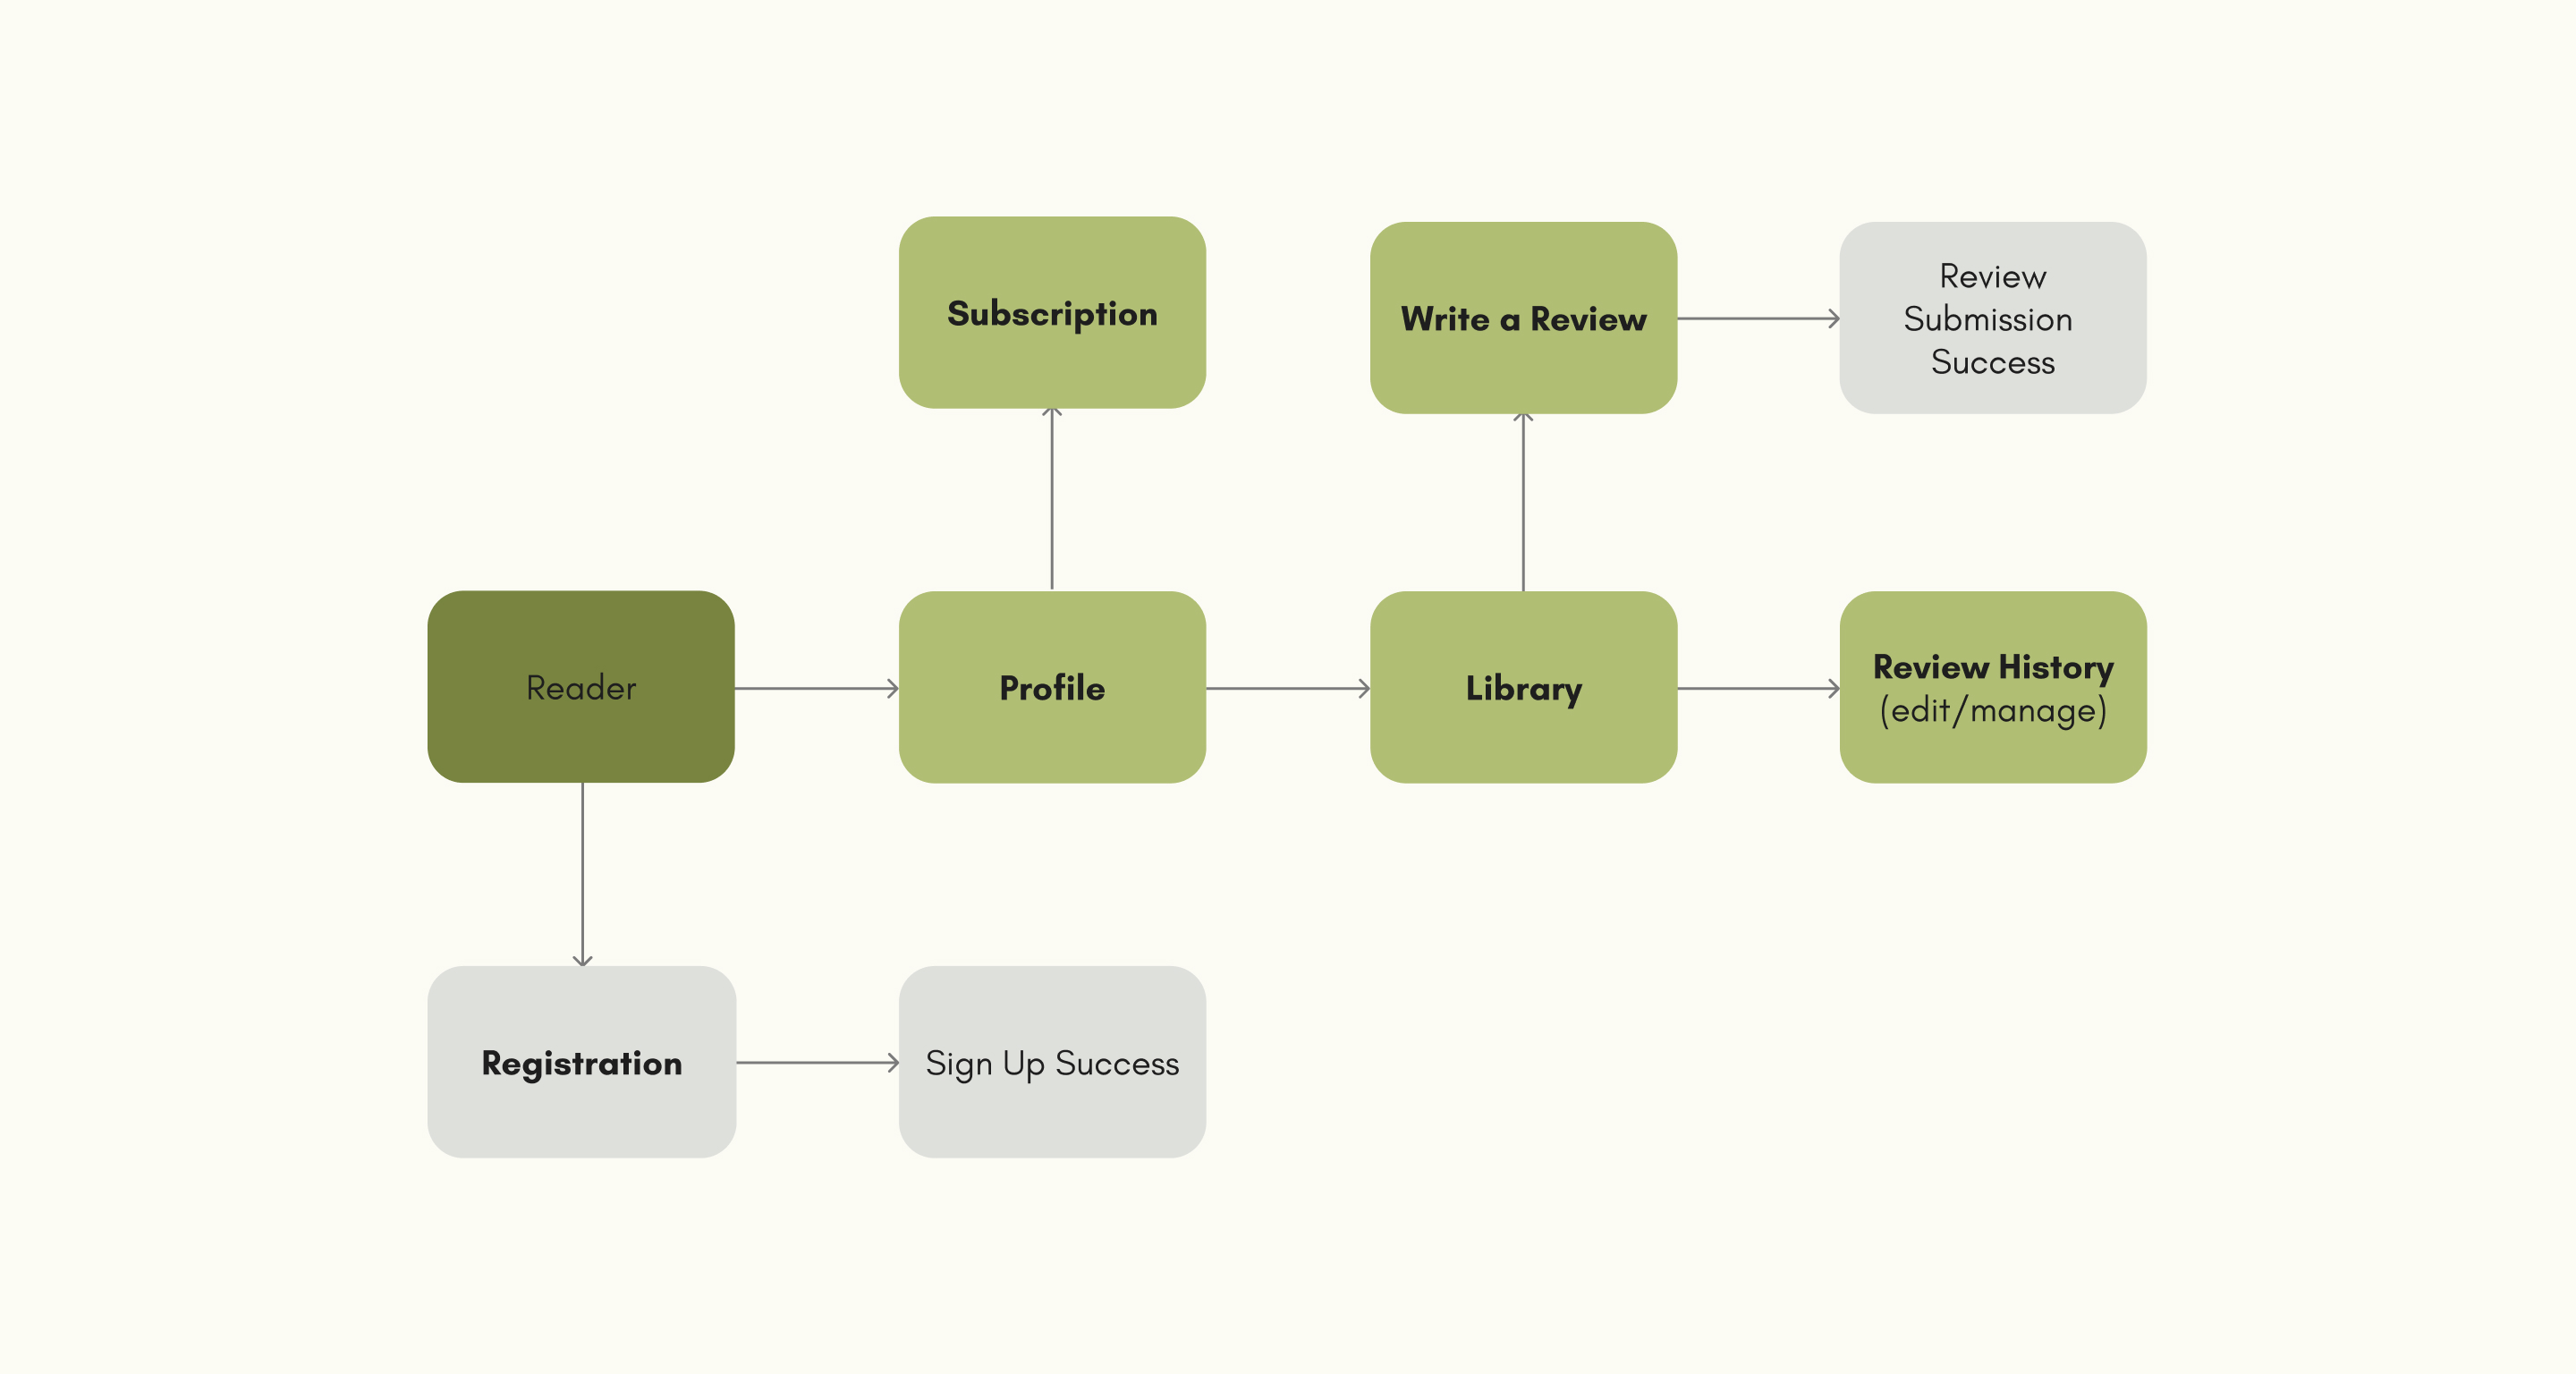 Subscription
Write a Review
Review
Submission
Success
Reader
Profile
Library
Review History
(edit/manage)
Registration
Sign Up Success